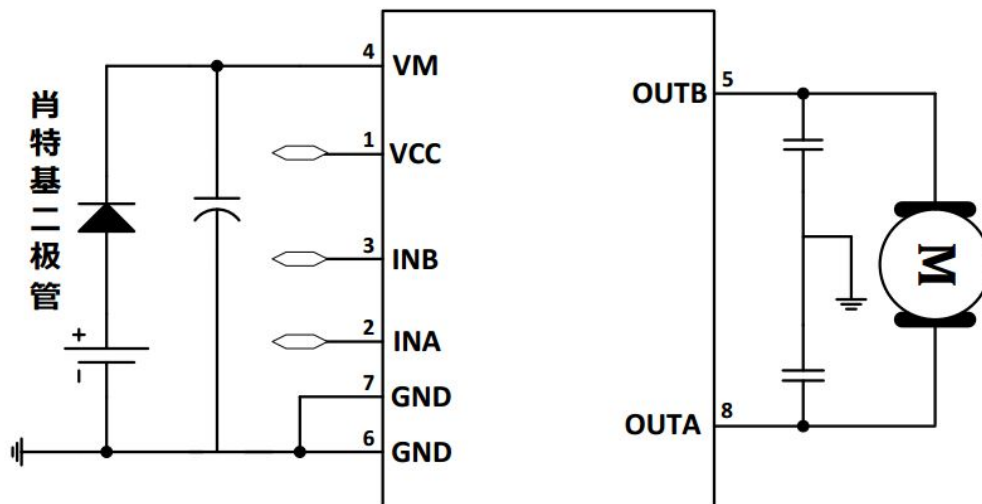 肖特基二极管
+
−
4
VM
1
VCC
3
INB
2
INA
7
GND
6
GND
OUTB
5
OUTA
8
M